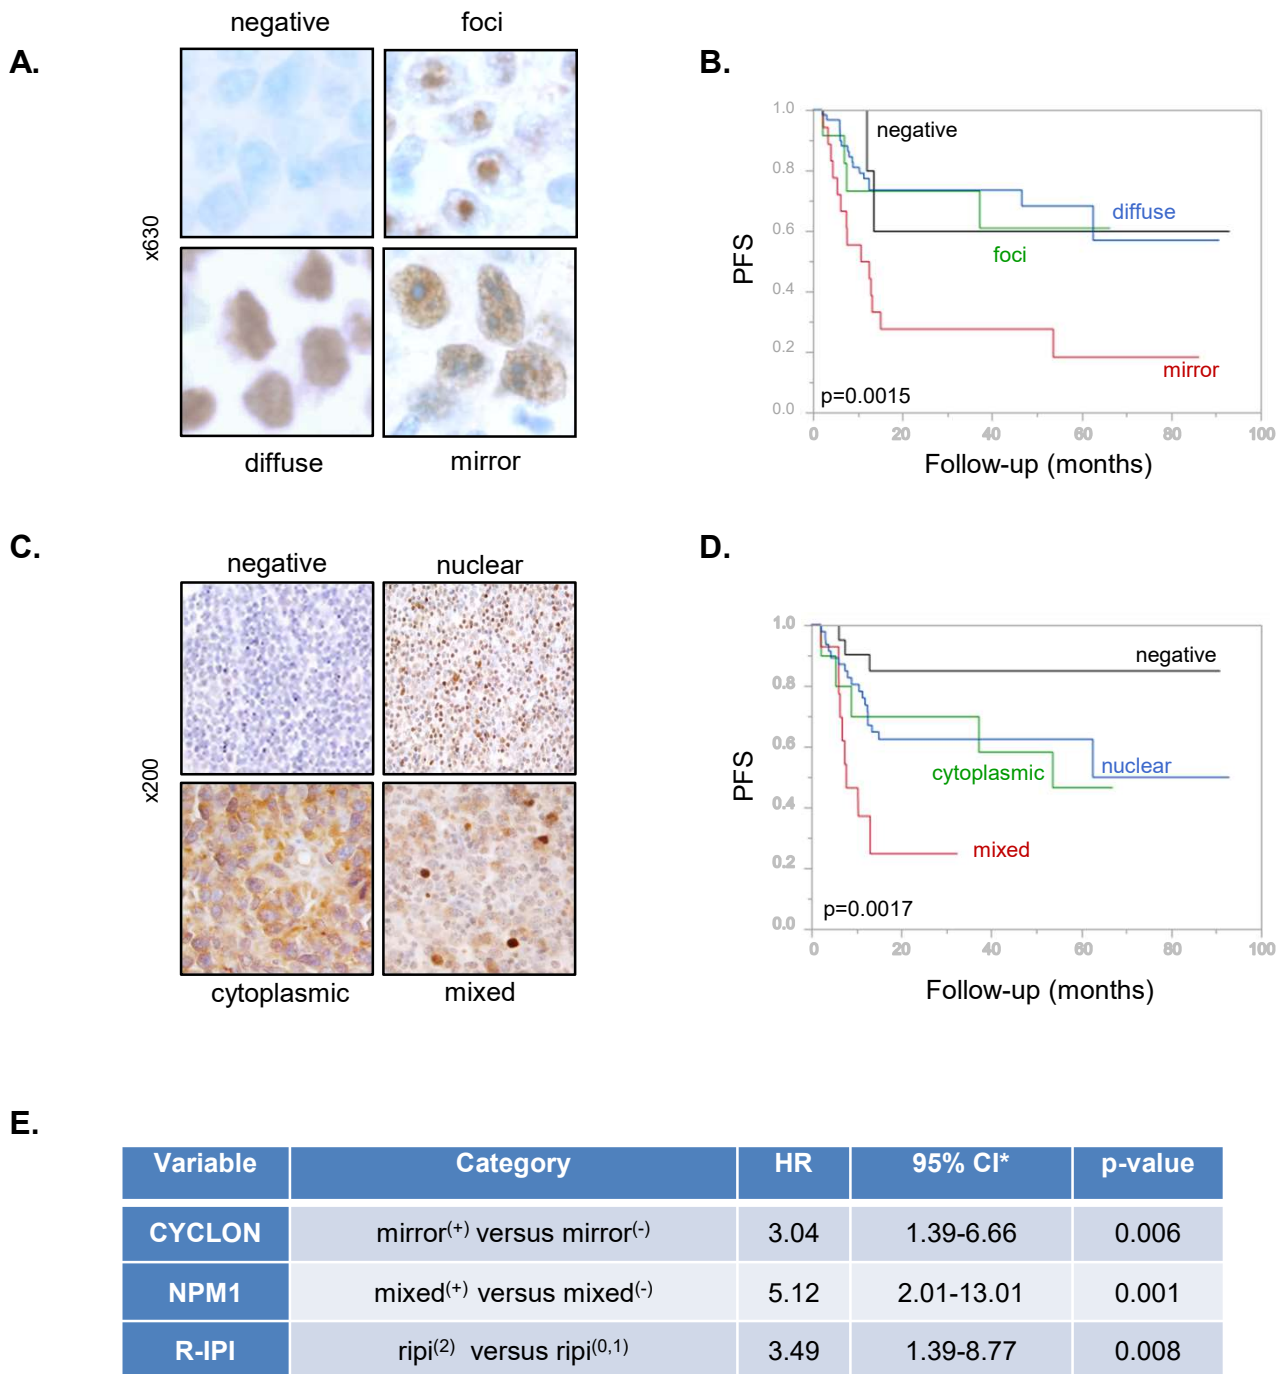 A.
negative foci
x630
diffuse mirror
B.
1.0
0.8
0.6
0.4
0.2
0.0
PFS
negative
diffuse
foci
mirror
p=0.0015
0 20 40 60 80 100
Follow-up (months)
C.
negative nuclear
x200
cytoplasmic mixed
D.
1.0
0.8
0.6
0.4
0.2
0.0
PFS
negative
nuclear
cytoplasmic
mixed
p=0.0017
0 20 40 60 80 100
Follow-up (months)
E.
Variable Category HR 95% CI* p-value
CYCLON mirror(+) versus mirror(-) 3.04 1.39-6.66 0.006
NPM1 mixed(+) versus mixed(-) 5.12 2.01-13.01 0.001
R-IPI ripi(2) versus ripi(0,1) 3.49 1.39-8.77 0.008